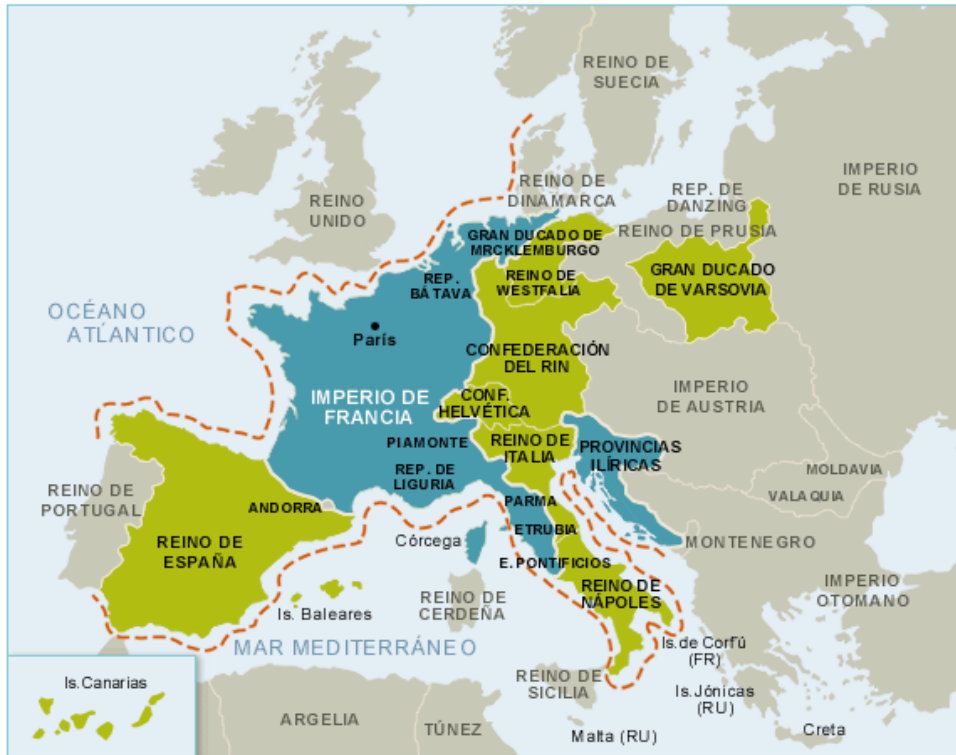 REINO DE
SUECIA
IMPERIO
DE RUSIA
REINO
UNIDO
REINO DE
DINAMARCA
REP. DE
DANZING
REINO DE PRUSIA
GRAN DUCADO DE
MRCKLEMBURGO
REP.
BÁTAVA
REINO DE
WESTFALIA
GRAN DUCADO
DE VARSOVIA
OCÉANO
ATLÁNTICO
París
CONFEDERACIÓN
DEL RIN
IMPERIO DE
FRANCIA
CONF.
HELVÉTICA
IMPERIO
DE AUSTRIA
PIAMONTE
REINO DE
ITALIA
PROVINCIAS
ILÍRICAS
MOLDAVIA
REP. DE
LIGURIA
VALAQUIA
REINO DE
PORTUGAL
ANDORRA
PARMA
REINO DE
ESPAÑA
Córcega
ETRUBIA
MONTENEGRO
E. PONTIFICIOS
IMPERIO
OTOMANO
Is. Baleares
REINO DE
CERDEÑA
REINO DE
NÁPOLES
MAR MEDITERRÁNEO
Is. de Corfú
(FR)
Is. Canarias
REINO DE
SICILIA
Is. Jónicas
(RU)
ARGELIA
TÚNEZ
Malta (RU)
Creta